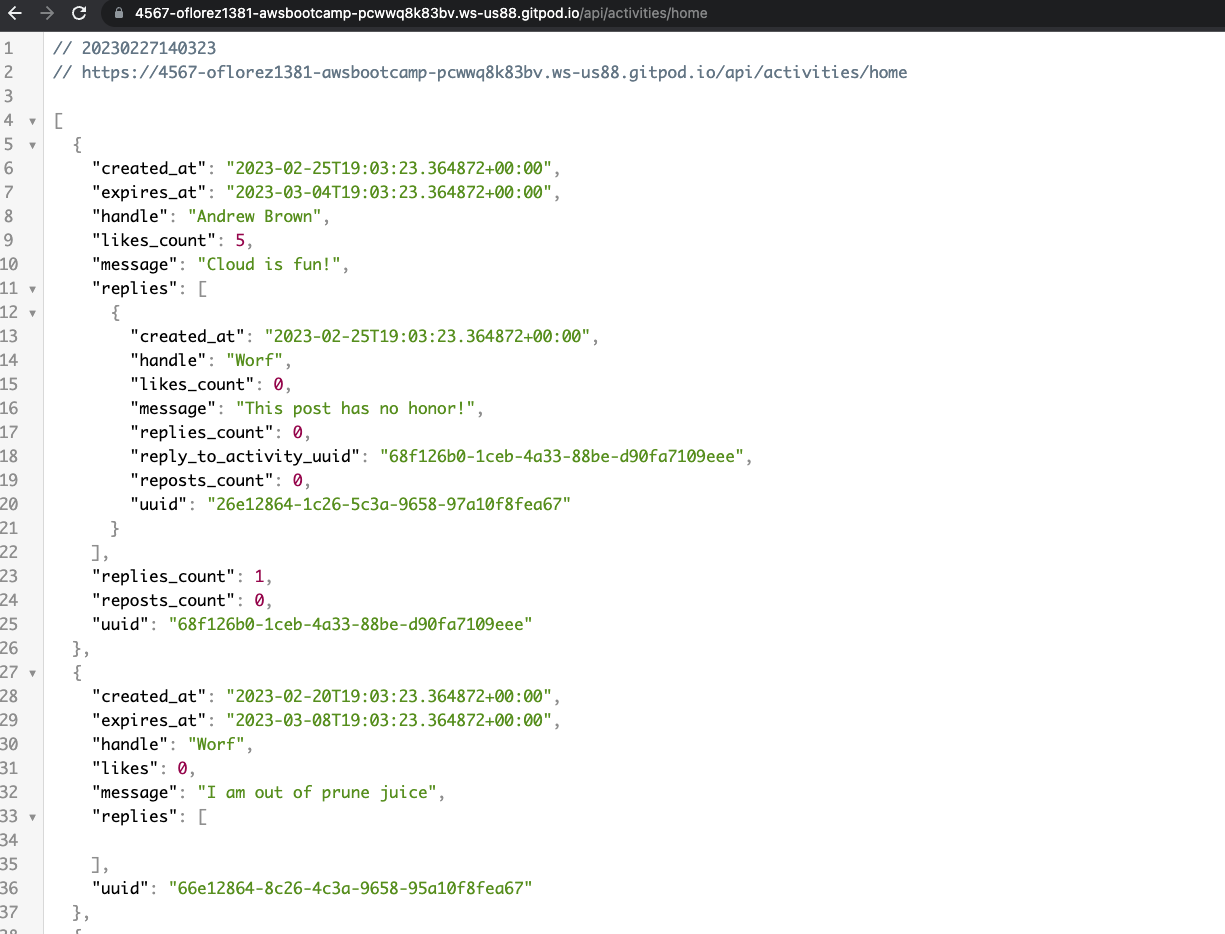 4567-oflorez1381-awsbootcamp-pcwwq8k83bv.ws-us88.gitpod.io/api/activities/home
1 // 20230227140323
2 // https://4567-oflorez1381-awsbootcamp-pcwwq8k83bv.ws-us88.gitpod.io/api/activities/home
3
4 [
5 {
6 "created_at": "2023-02-25T19:03:23.364872+00:00",
7 "expires_at": "2023-03-04T19:03:23.364872+00:00",
8 "handle": "Andrew Brown",
9 "likes_count": 5,
10 "message": "Cloud is fun!",
11 "replies": [
12 {
13 "created_at": "2023-02-25T19:03:23.364872+00:00",
14 "handle": "Worf",
15 "likes_count": 0,
16 "message": "This post has no honor!",
17 "replies_count": 0,
18 "reply_to_activity_uuid": "68f126b0-1ceb-4a33-88be-d90fa7109eee",
19 "reposts_count": 0,
20 "uuid": "26e12864-1c26-5c3a-9658-97a10f8fea67"
21 }
22 ],
23 "replies_count": 1,
24 "reposts_count": 0,
25 "uuid": "68f126b0-1ceb-4a33-88be-d90fa7109eee"
26 },
27 {
28 "created_at": "2023-02-20T19:03:23.364872+00:00",
29 "expires_at": "2023-03-08T19:03:23.364872+00:00",
30 "handle": "Worf",
31 "likes": 0,
32 "message": "I am out of prune juice",
33 "replies": [
34
35 ],
36 "uuid": "66e12864-8c26-4c3a-9658-95a10f8fea67"
37 },